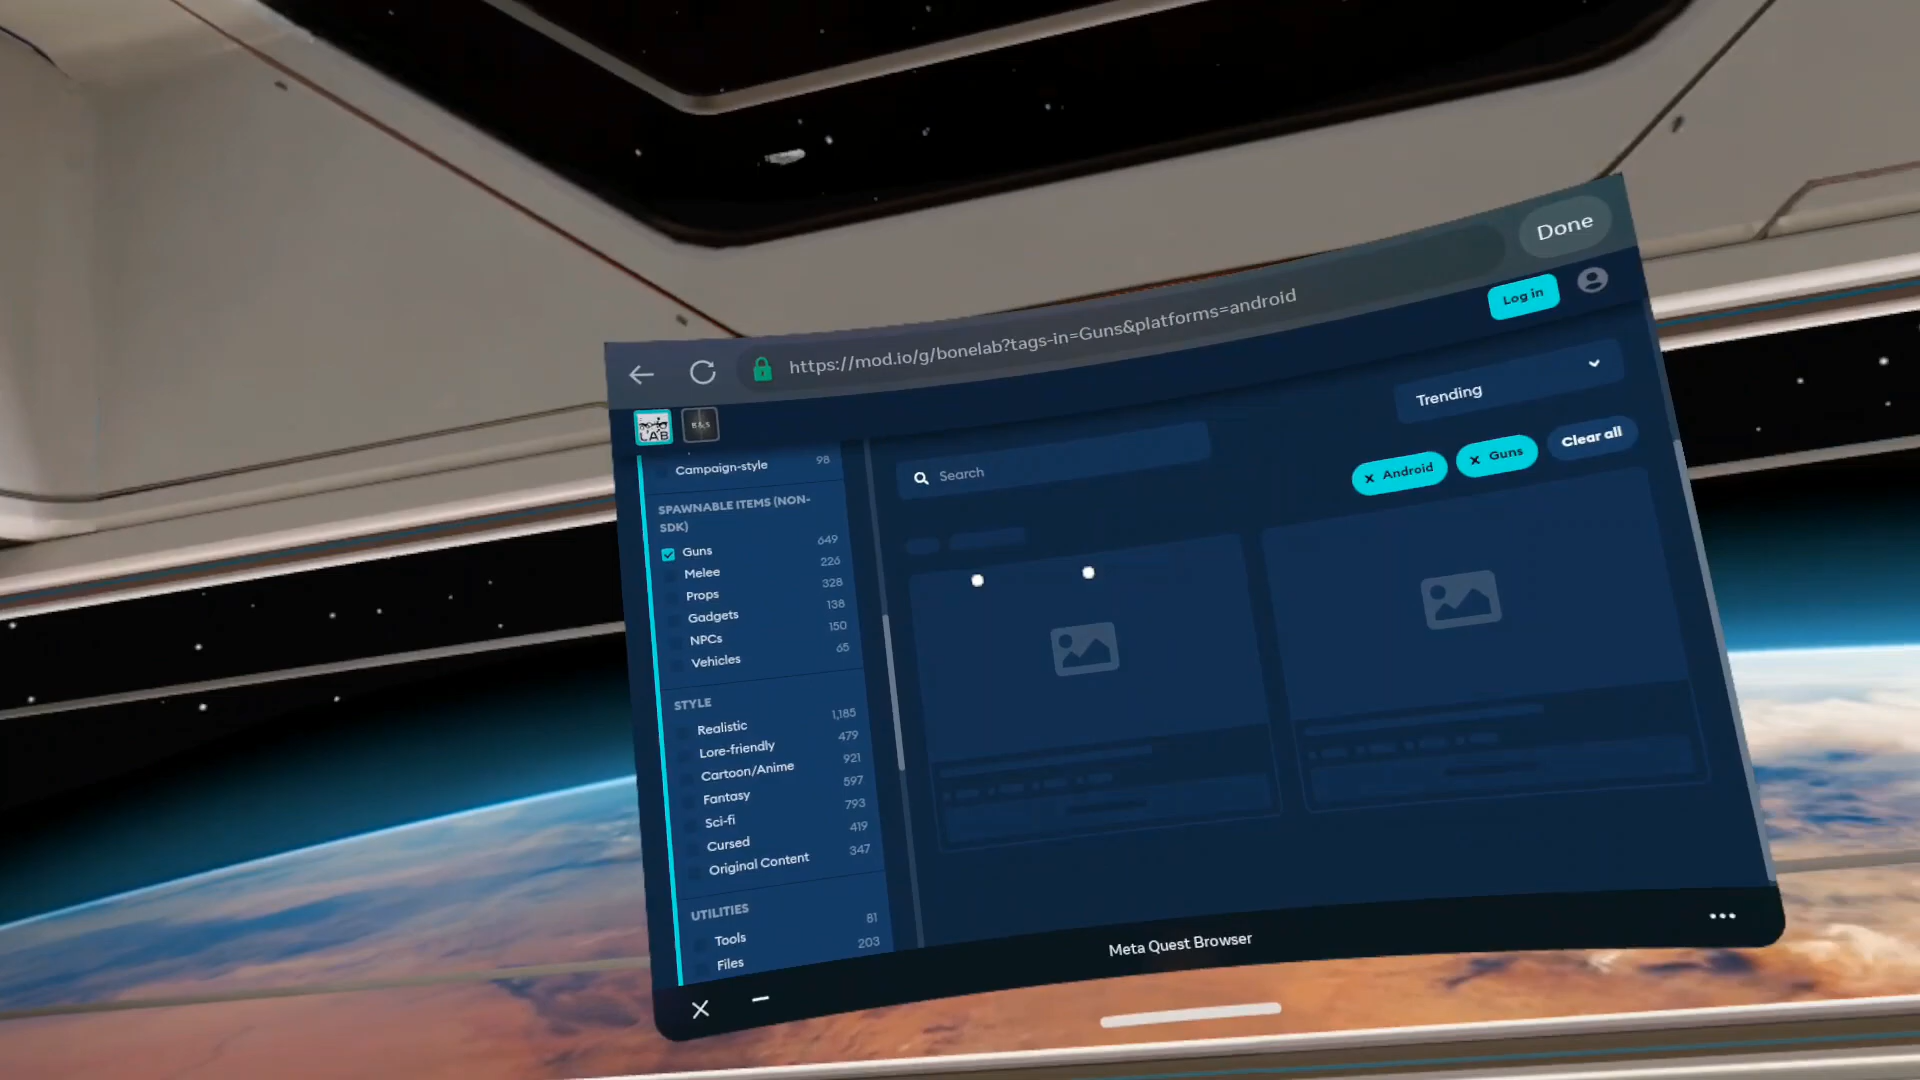 Done
https://mod.io/g/bonelab?tags-in=Guns&platforms=android
Log in
LAB
Trending
Search
Android
Guns
Clear all
Campaign-style 98
SPAWNABLE ITEMS (NON-
SDK)
Guns 649
Melee 226
Props 328
Gadgets 138
NPCs 150
Vehicles 65
STYLE
Realistic 1,185
Lore-friendly 479
Cartoon/Anime 921
Fantasy 597
Sci-fi 793
Cursed 419
Original Content 347
UTILITIES
Tools 81
Files 203
Meta Quest Browser